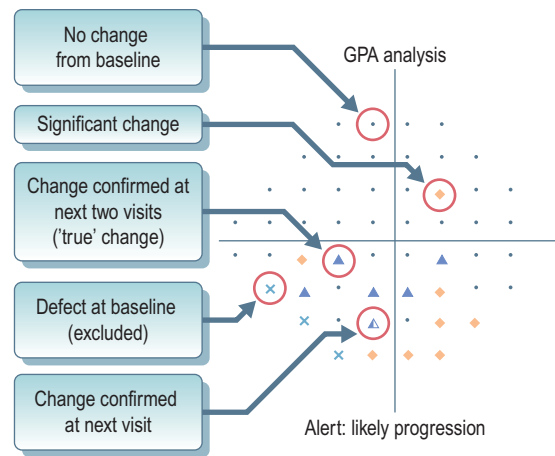 No change
from baseline
GPA analysis
Significant change
Change confirmed at
next two visits
('true' change)
Defect at baseline
(excluded)
Change confirmed
at next visit
Alert: likely progression